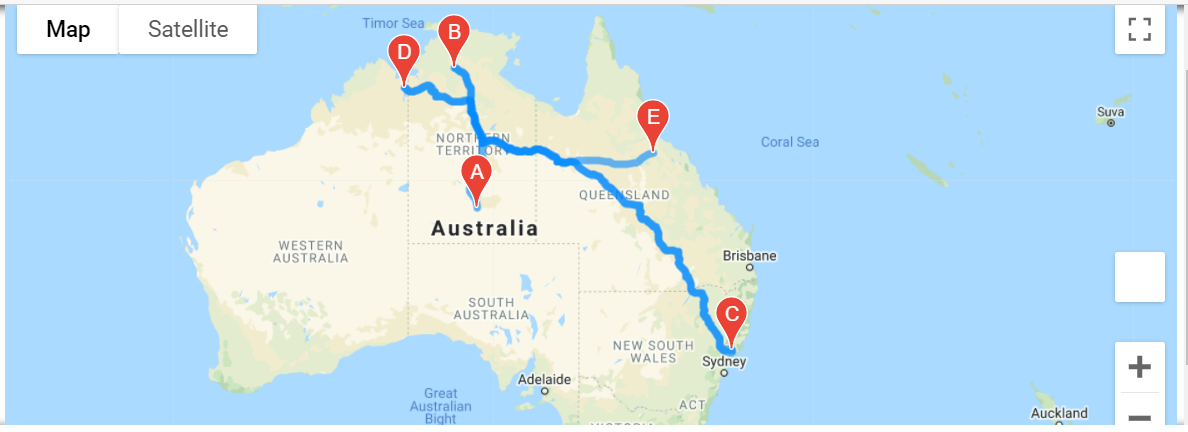 Map
Satellite
Timor Sea
B
D
E
Suva
NORTHERN
TERRITORY
Coral Sea
A
QUEENSLAND
Australia
WESTERN
AUSTRALIA
Brisbane
SOUTH
AUSTRALIA
C
NEW SOUTH
WALES
Sydney
Adelaide
Great
Australian
Bight
ACT
Auckland
VICTORIA
+
−